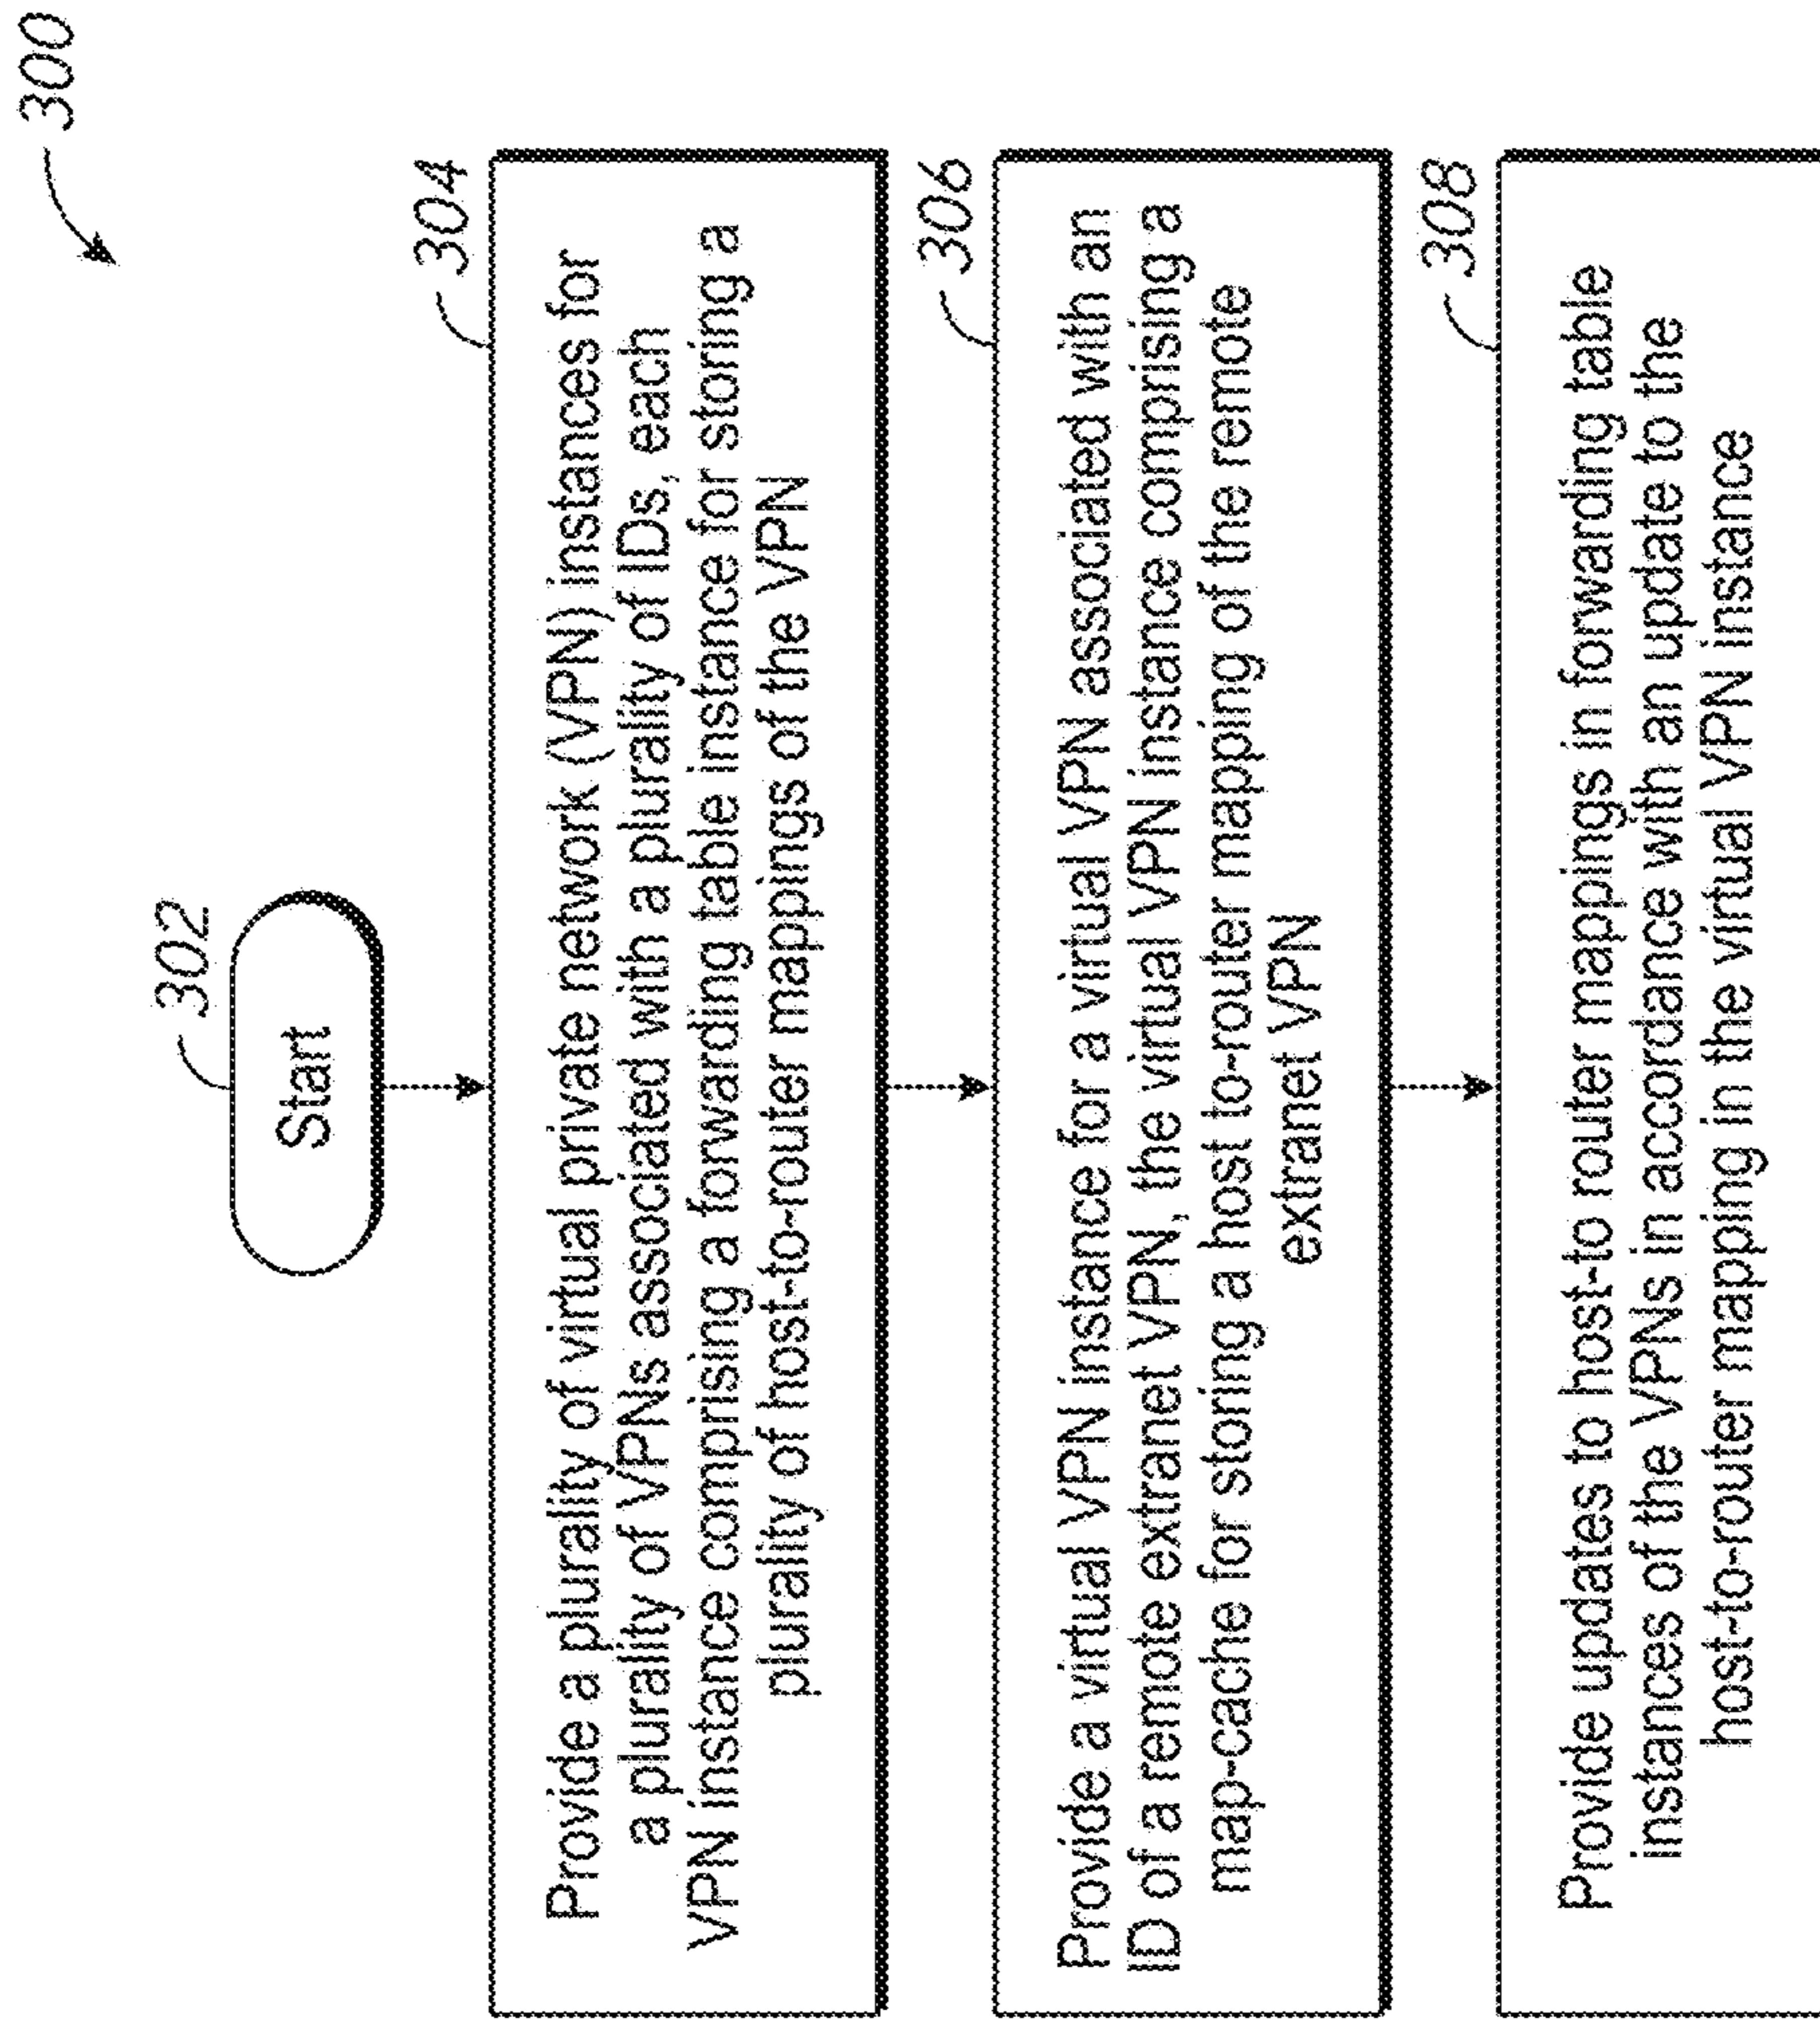 300
302
Start
304
Provide a plurality of virtual private network (VPN) instances for
a plurality of VPNs associated with a plurality of IDs, each
VPN instance comprising a forwarding table instance for storing a
plurality of host-to-router mappings of the VPN
306
Provide a virtual VPN instance for a virtual VPN associated with an
ID of a remote extranet VPN, the virtual VPN instance comprising a
map-cache for storing a host to-router mapping of the remote
extranet VPN
308
Provide updates to host-to router mappings in forwarding table
instances of the VPNs in accordance with an update to the
host-to-router mapping in the virtual VPN instance